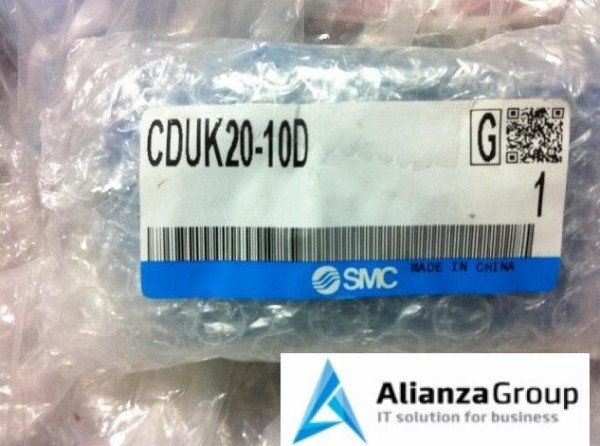 CDUK20-10D
G
1
SMC
MADE IN CHINA
AlianzaGroup
IT solution for business